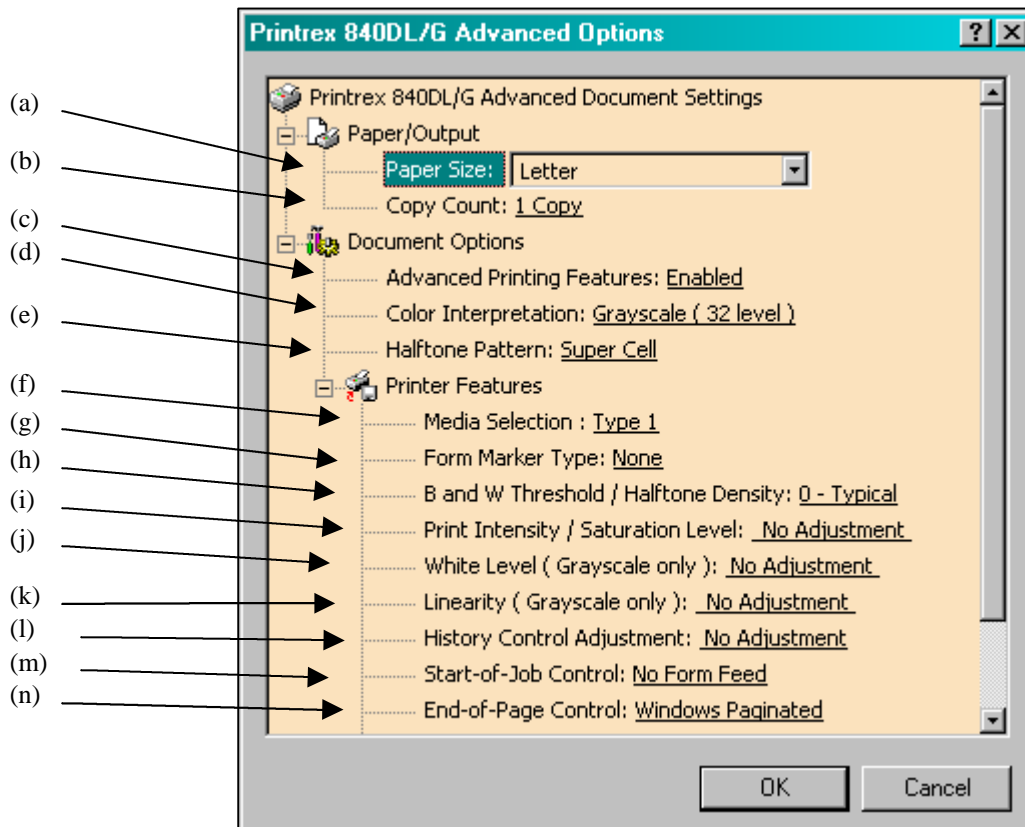 Printrex 840DL/G Advanced Options
Printrex 840DL/G Advanced Document Settings
(a)
Paper/Output
Paper Size: Letter
(b)
Copy Count: 1 Copy
(c)
Document Options
(d)
Advanced Printing Features: Enabled
Color Interpretation: Grayscale ( 32 level )
(e)
Halftone Pattern: Super Cell
(f)
Printer Features
(g)
Media Selection : Type 1
Form Marker Type: None
(h)
B and W Threshold / Halftone Density: 0 - Typical
(i)
Print Intensity / Saturation Level: No Adjustment
(j)
White Level ( Grayscale only ): No Adjustment
(k)
Linearity ( Grayscale only ): No Adjustment
(l)
History Control Adjustment: No Adjustment
(m)
Start-of-Job Control: No Form Feed
(n)
End-of-Page Control: Windows Paginated
OK
Cancel